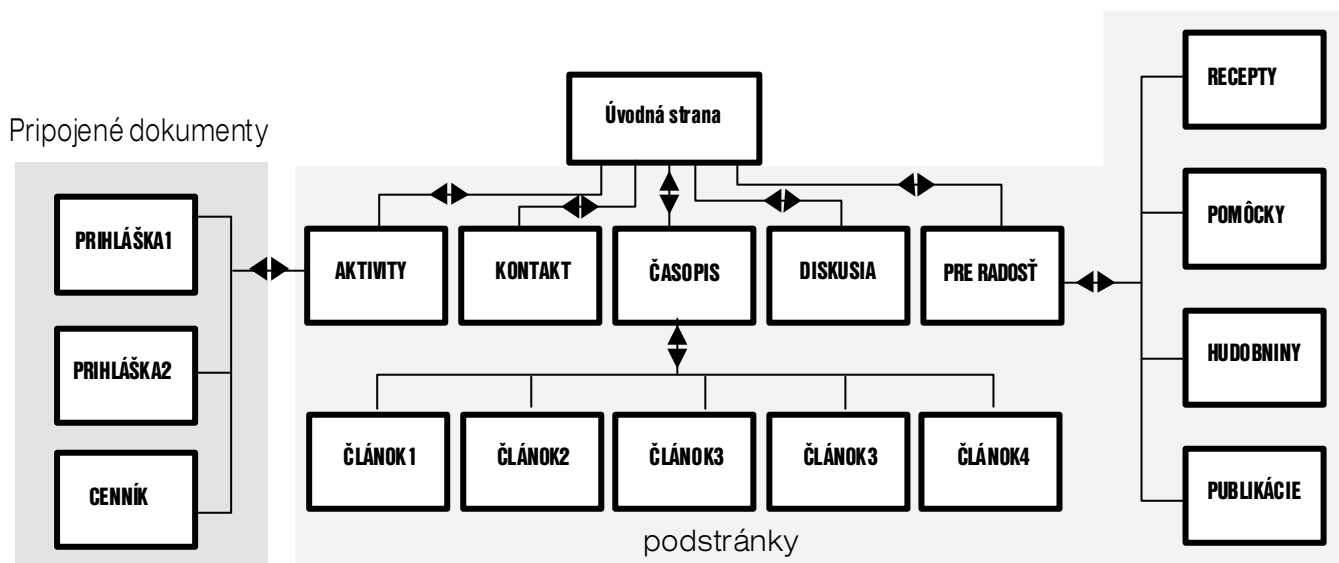 Úvodná strana
Pripojené dokumenty
PRIHLÁŠKA1
PRIHLÁŠKA2
CENNÍK
AKTIVITY
KONTAKT
ČASOPIS
DISKUSIA
PRE RADOSŤ
ČLÁNOK1
ČLÁNOK2
ČLÁNOK3
ČLÁNOK3
ČLÁNOK4
podstránky
RECEPTY
POMÔCKY
HUDOBNINY
PUBLIKÁCIE